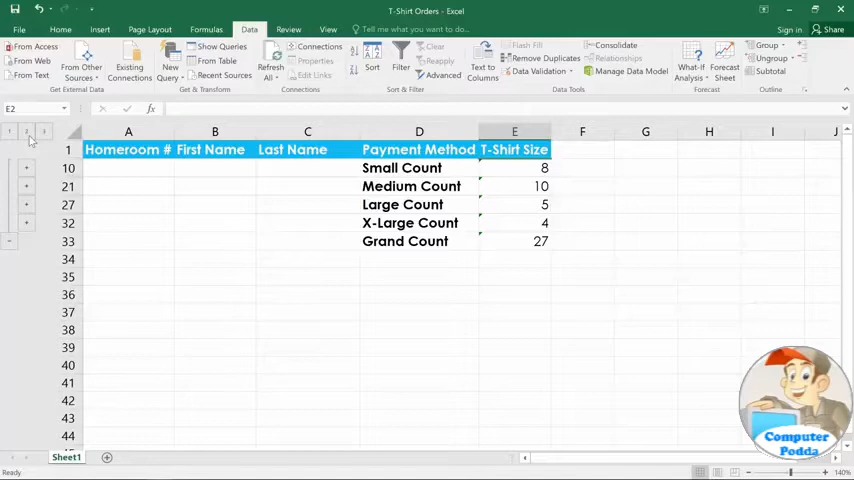 T-Shirt Orders - Excel
File Home Insert Page Layout Formulas Data Review View Tell me what you want to do... Sign in Share
From Access
From Web
From Text
From Other Sources
Get External Data
Existing Connections
New Query
Show Queries
From Table
Recent Sources
Get & Transform
Refresh All
Connections
Properties
Edit Links
Connections
Sort
Filter
Clear
Reapply
Advanced
Sort & Filter
Text to Columns
Flash Fill
Remove Duplicates
Data Validation
Consolidate
Relationships
Manage Data Model
Data Tools
What-If Analysis
Forecast Sheet
Forecast
Group
Ungroup
Subtotal
Outline
E2 fx
1 2 3 A B C D E F G H I J
1 Homeroom # First Name Last Name Payment Method T-Shirt Size
10 Small Count 8
21 Medium Count 10
27 Large Count 5
32 X-Large Count 4
33 Grand Count 27
34
35
36
37
38
39
40
41
42
43
44
Computer
Podda
Sheet1
Ready 140%